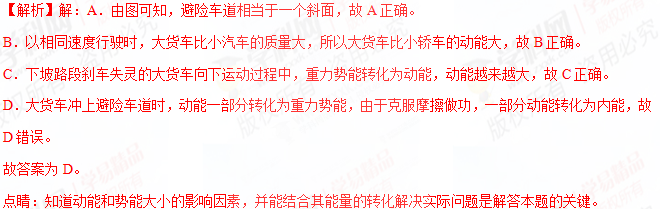 【解析】解：A．由图可知，避险车道相当于一个斜面，故 A 正确。
B．以相同速度行驶时，大货车比小汽车的质量大，所以大货车比小轿车的动能大，故 B 正确。
C．下坡路段刹车失灵的大货车向下运动过程中，重力势能转化为动能，动能越来越大，故 C 正确。
D．大货车冲上避险车道时，动能一部分转化为重力势能，由于克服摩擦做功，一部分动能转化为内能，故
D 错误。
故答案为 D。
点睛：知道动能和势能大小的影响因素，并能结合其能量的转化解决实际问题是解答本题的关键。